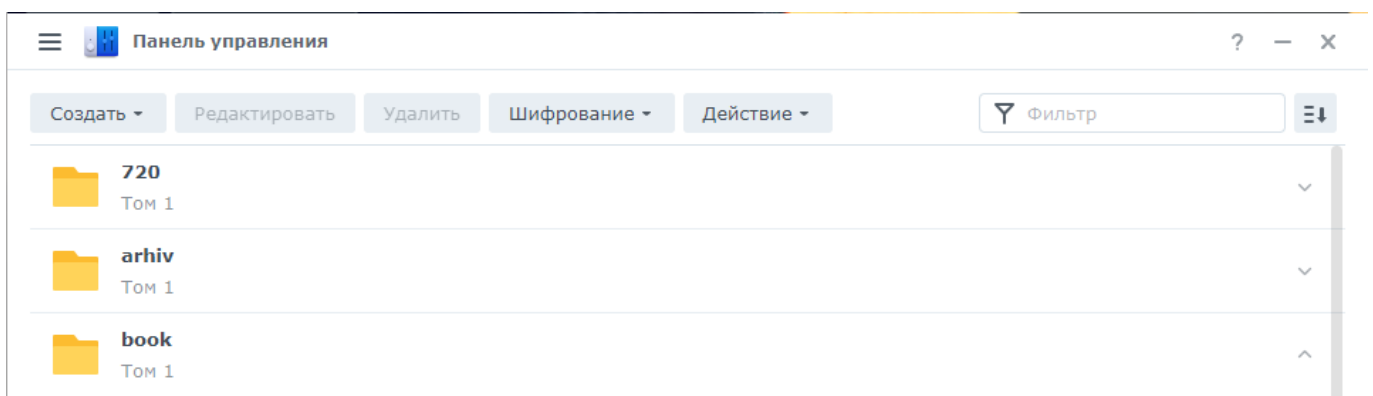 Панель управления ?
Создать Редактировать Удалить Шифрование Действие Фильтр
720
Том 1
arhiv
Том 1
book
Том 1